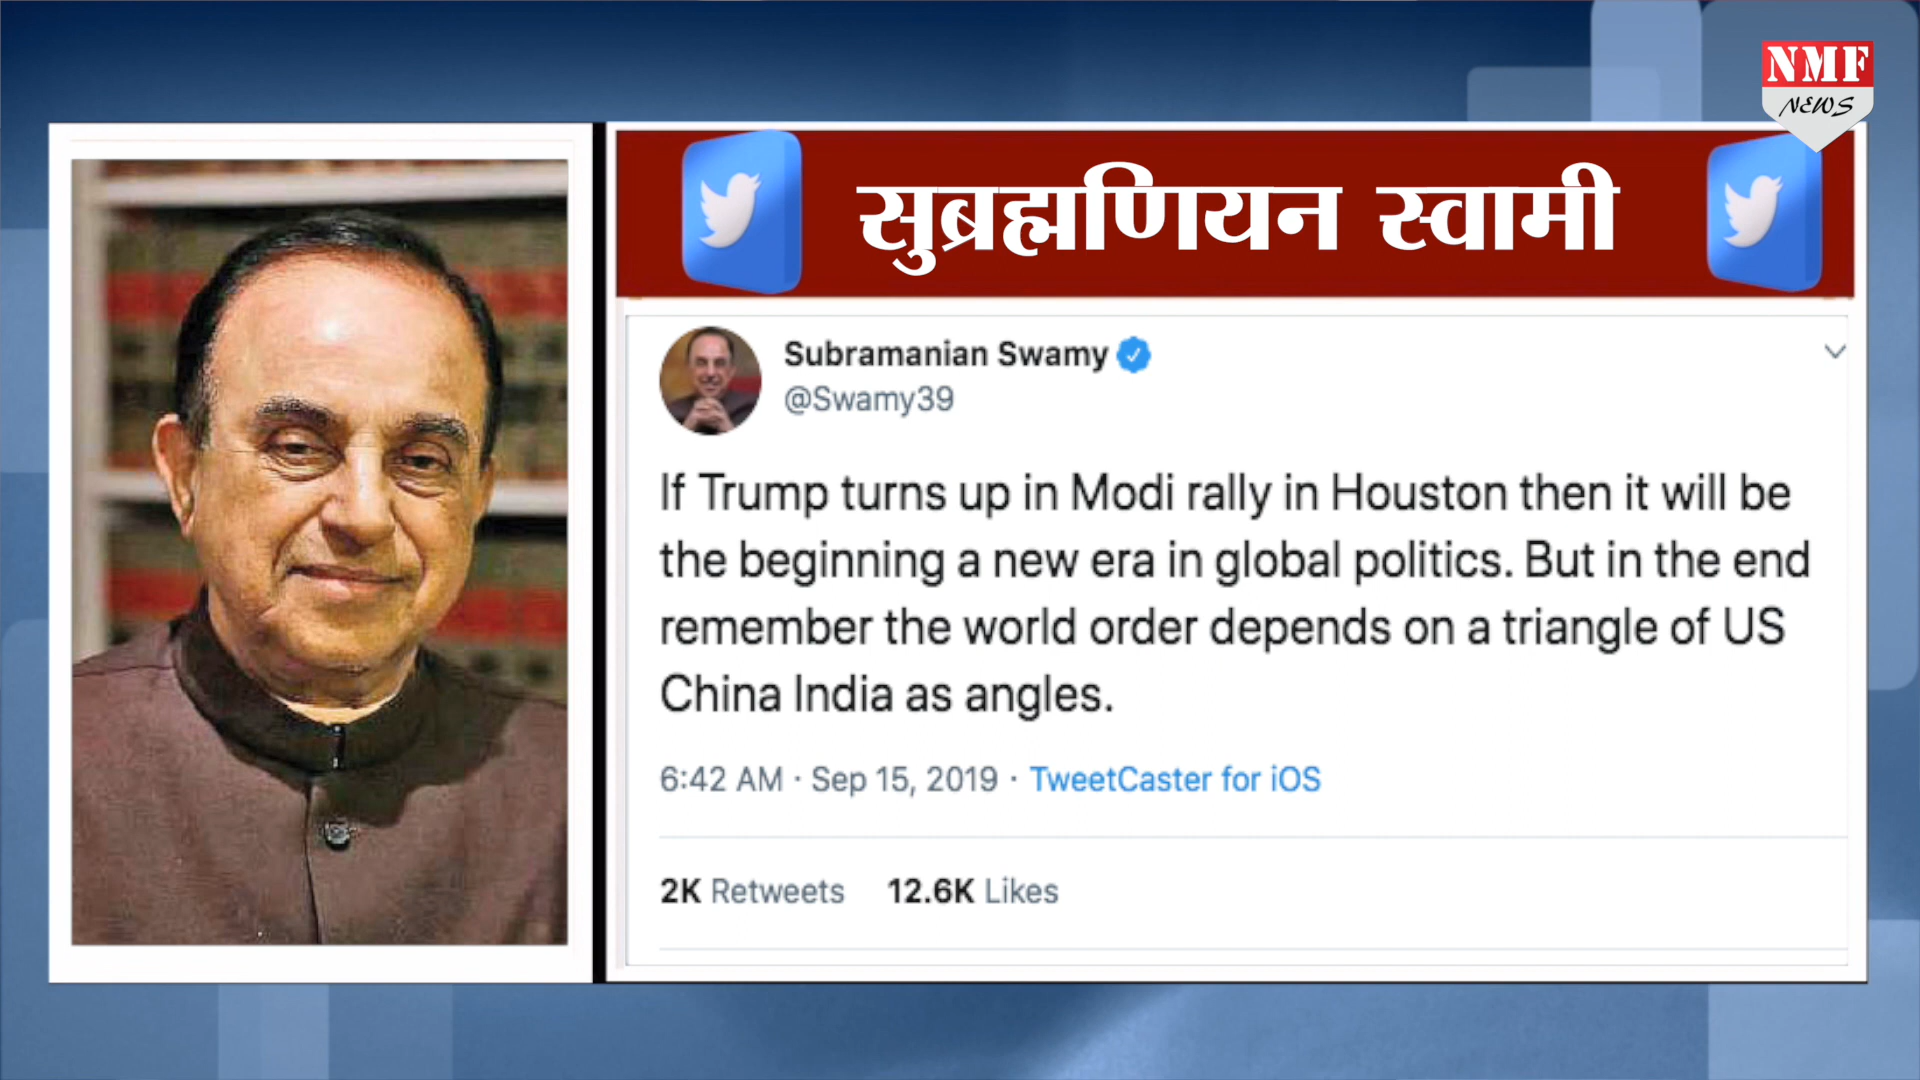 NMF
NEWS
सुब्रह्मणियन स्वामी
Subramanian Swamy
@Swamy39
If Trump turns up in Modi rally in Houston then it will be
the beginning a new era in global politics. But in the end
remember the world order depends on a triangle of US
China India as angles.
6:42 AM · Sep 15, 2019 · TweetCaster for iOS
2K Retweets 12.6K Likes